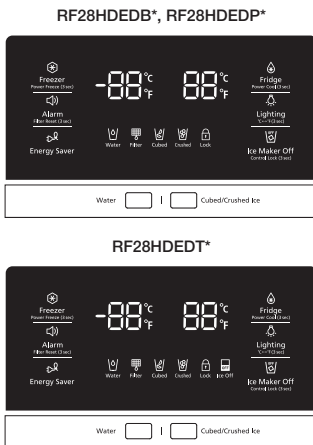 RF28HDEDB*, RF28HDEDP*
Freezer
Power Freeze (3 sec)
Alarm
Filter Reset (3 sec)
Energy Saver
-88 °C °F
88 °C °F
Water Filter Cubed Crushed Lock
Fridge
Power Cool (3 sec)
Lighting
°C↔°F (3 sec)
Ice Maker Off
Control Lock (3 sec)
Water | Cubed/Crushed Ice
RF28HDEDT*
Freezer
Power Freeze (3 sec)
Alarm
Filter Reset (3 sec)
Energy Saver
-88 °C °F
88 °C °F
Water Filter Cubed Crushed Lock Ice Off
Fridge
Power Cool (3 sec)
Lighting
°C↔°F (3 sec)
Ice Maker Off
Control Lock (3 sec)
Water | Cubed/Crushed Ice